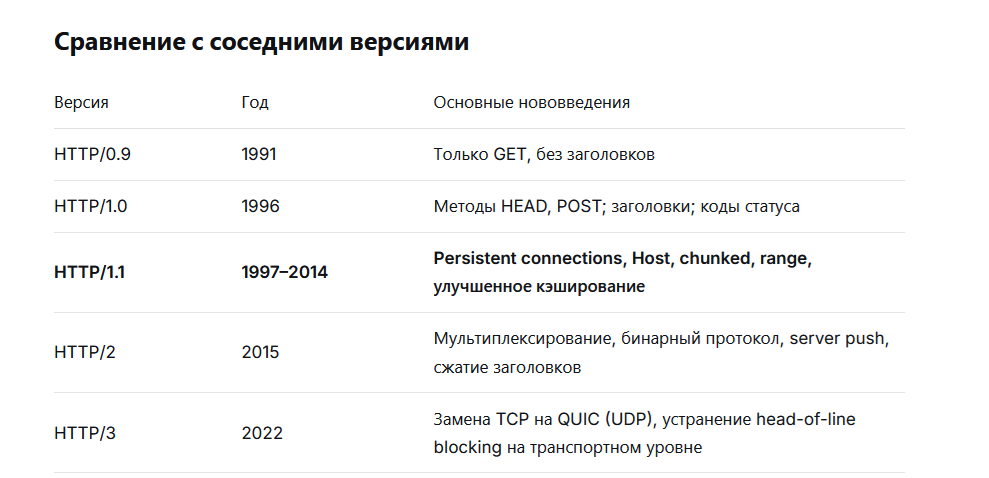 Сравнение с соседними версиями
Версия Год Основные нововведения
HTTP/0.9 1991 Только GET, без заголовков
HTTP/1.0 1996 Методы HEAD, POST; заголовки; коды статуса
HTTP/1.1 1997–2014 Persistent connections, Host, chunked, range,
улучшенное кэширование
HTTP/2 2015 Мультиплексирование, бинарный протокол, server push,
сжатие заголовков
HTTP/3 2022 Замена TCP на QUIC (UDP), устранение head-of-line
blocking на транспортном уровне